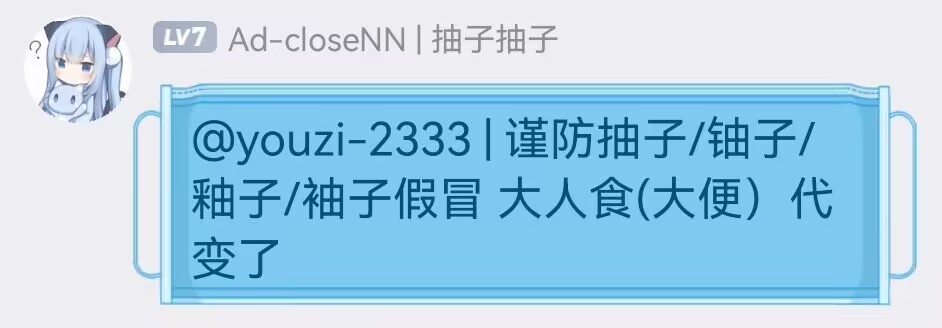 ?
LV7 Ad-closeNN | 抽子抽子
@youzi-2333 | 谨防抽子/铀子/
釉子/袖子假冒 大人食(大便）代
变了